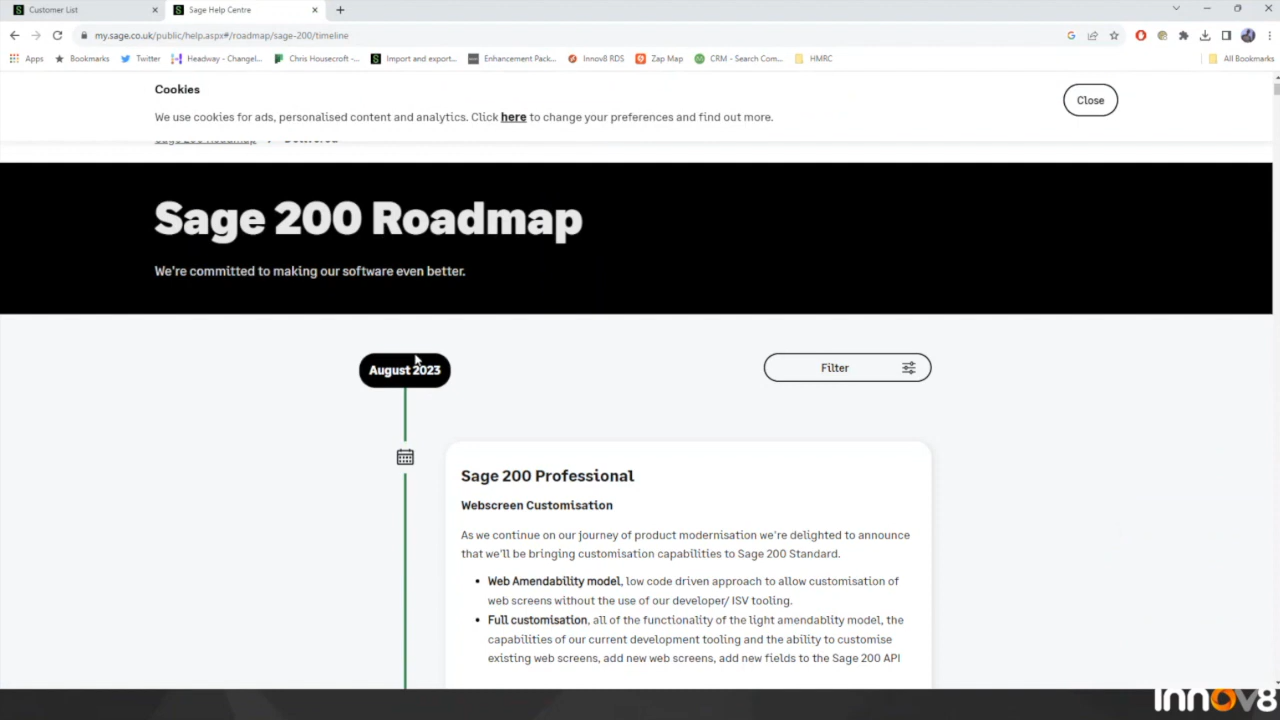 Customer List
Sage Help Centre
my.sage.co.uk/public/help.aspx#/roadmap/sage-200/timeline
Apps
Bookmarks
Twitter
Headway - Changel...
Chris Housecroft -...
Import and export...
Enhancement Pack...
Innov8 RDS
Zap Map
CRM - Search Com...
HMRC
All Bookmarks
Cookies
Close
We use cookies for ads, personalised content and analytics. Click here to change your preferences and find out more.
Sage 200 Roadmap > Delivered
Sage 200 Roadmap
We're committed to making our software even better.
August 2023
Filter
Sage 200 Professional
Webscreen Customisation
As we continue on our journey of product modernisation we're delighted to announce
that we'll be bringing customisation capabilities to Sage 200 Standard.
• Web Amendability model, low code driven approach to allow customisation of
web screens without the use of our developer/ ISV tooling.
• Full customisation, all of the functionality of the light amendablity model, the
capabilities of our current development tooling and the ability to customise
existing web screens, add new web screens, add new fields to the Sage 200 API
Innov8